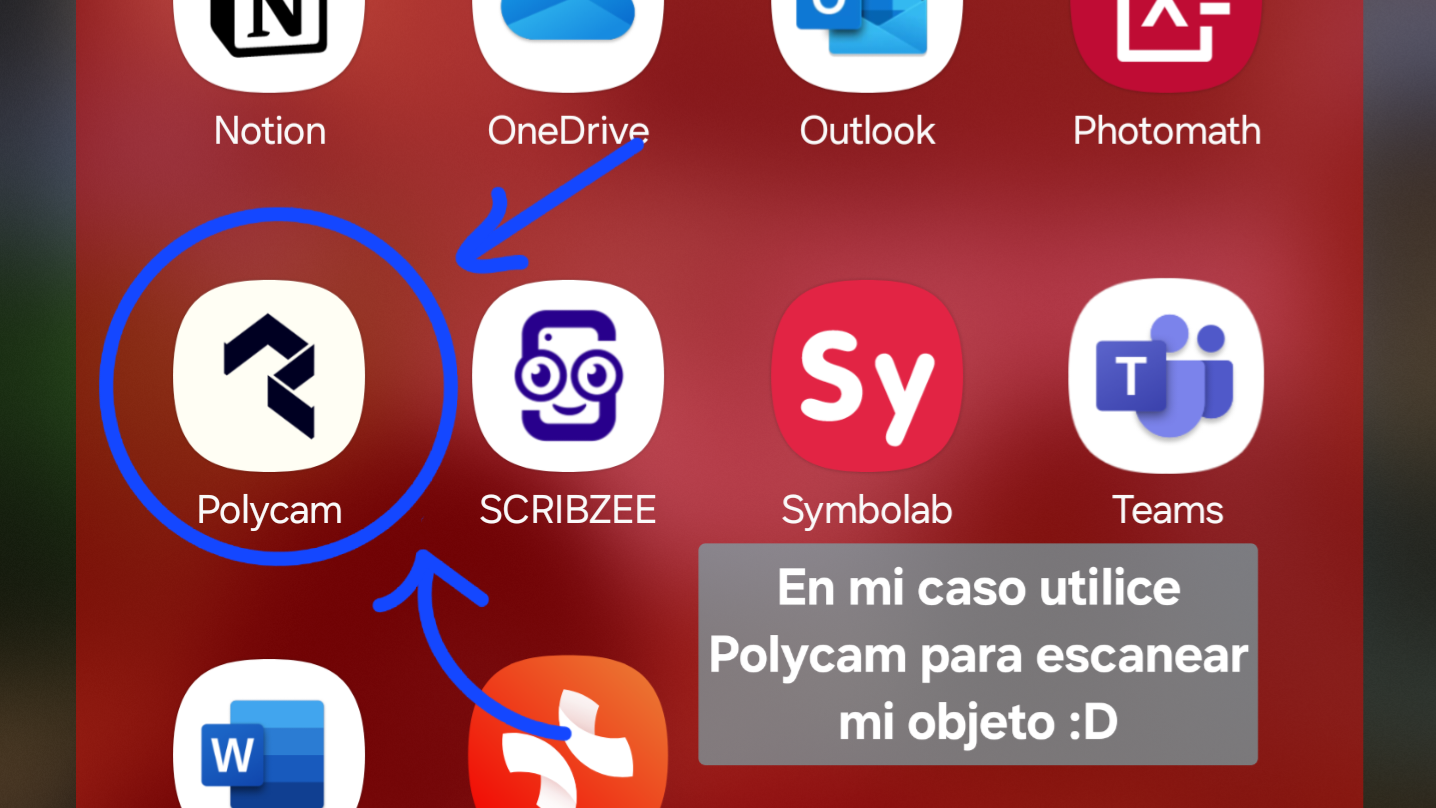 N
O
X
Notion
OneDrive
Outlook
Photomath
Sy
T
Polycam
SCRIBZEE
Symbolab
Teams
En mi caso utilice
Polycam para escanear
mi objeto :D
W